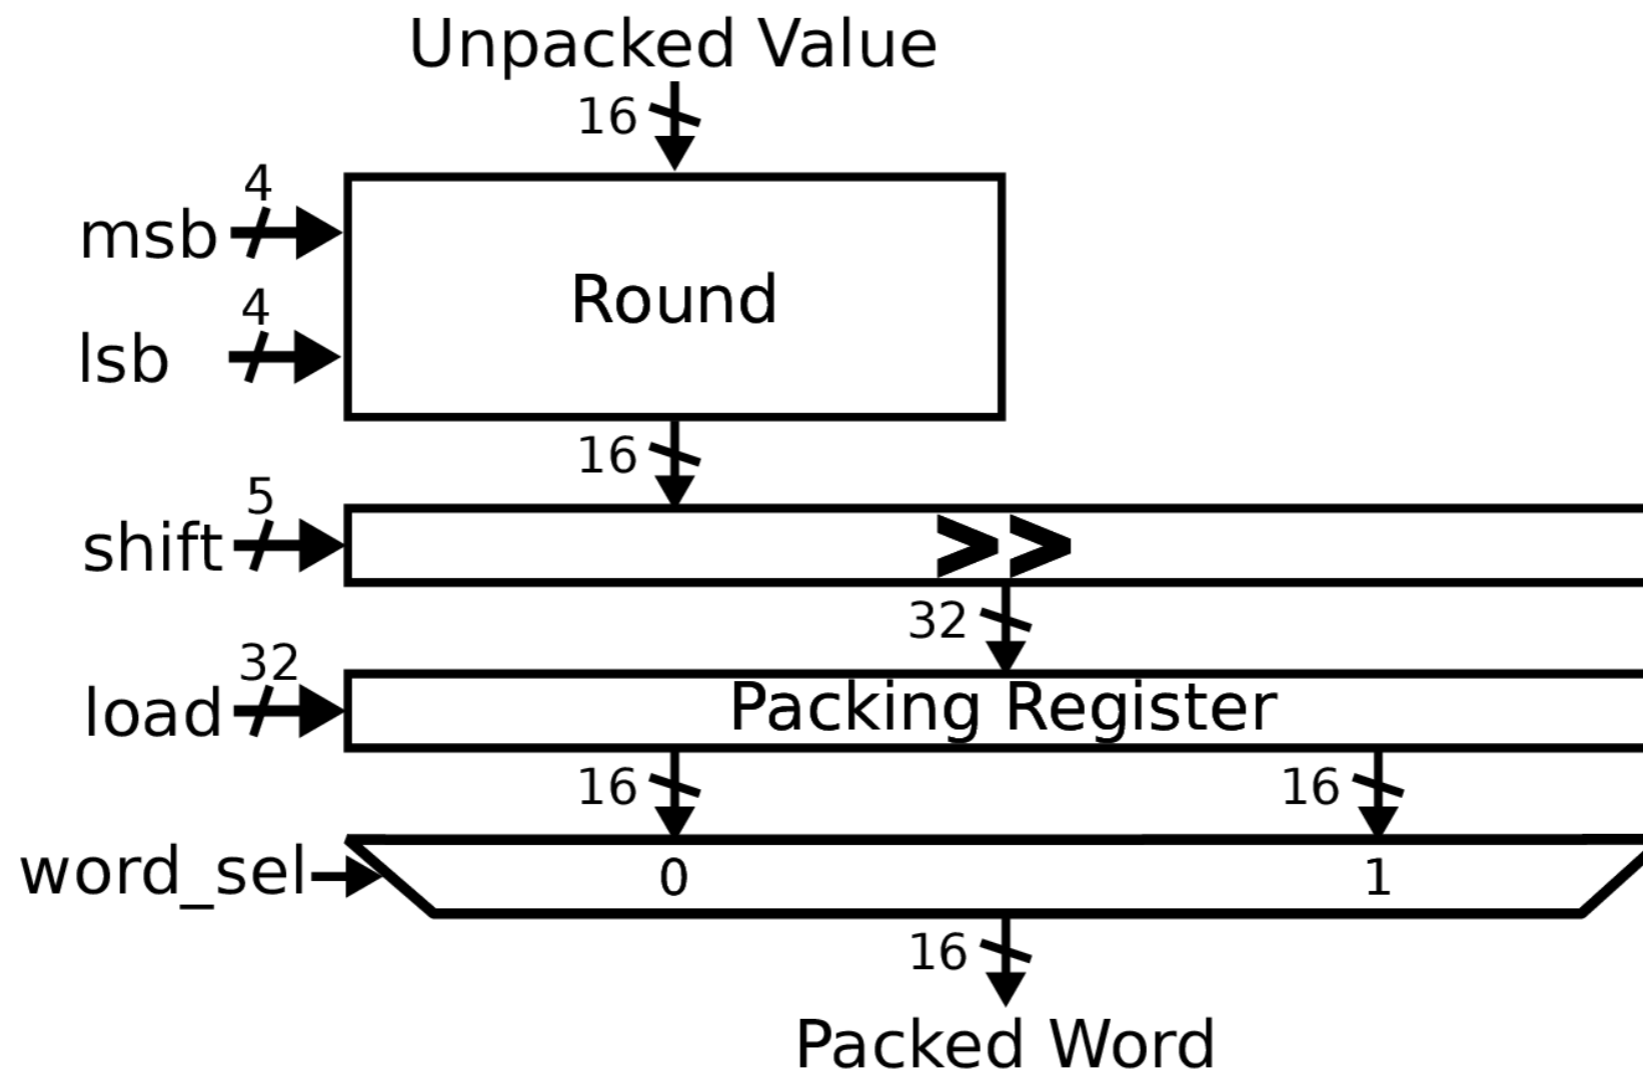 Unpacked Value
16
4
msb
Round
4
lsb
16
5
shift
>>
32
32
load
Packing Register
16
16
word_sel
0
1
16
Packed Word